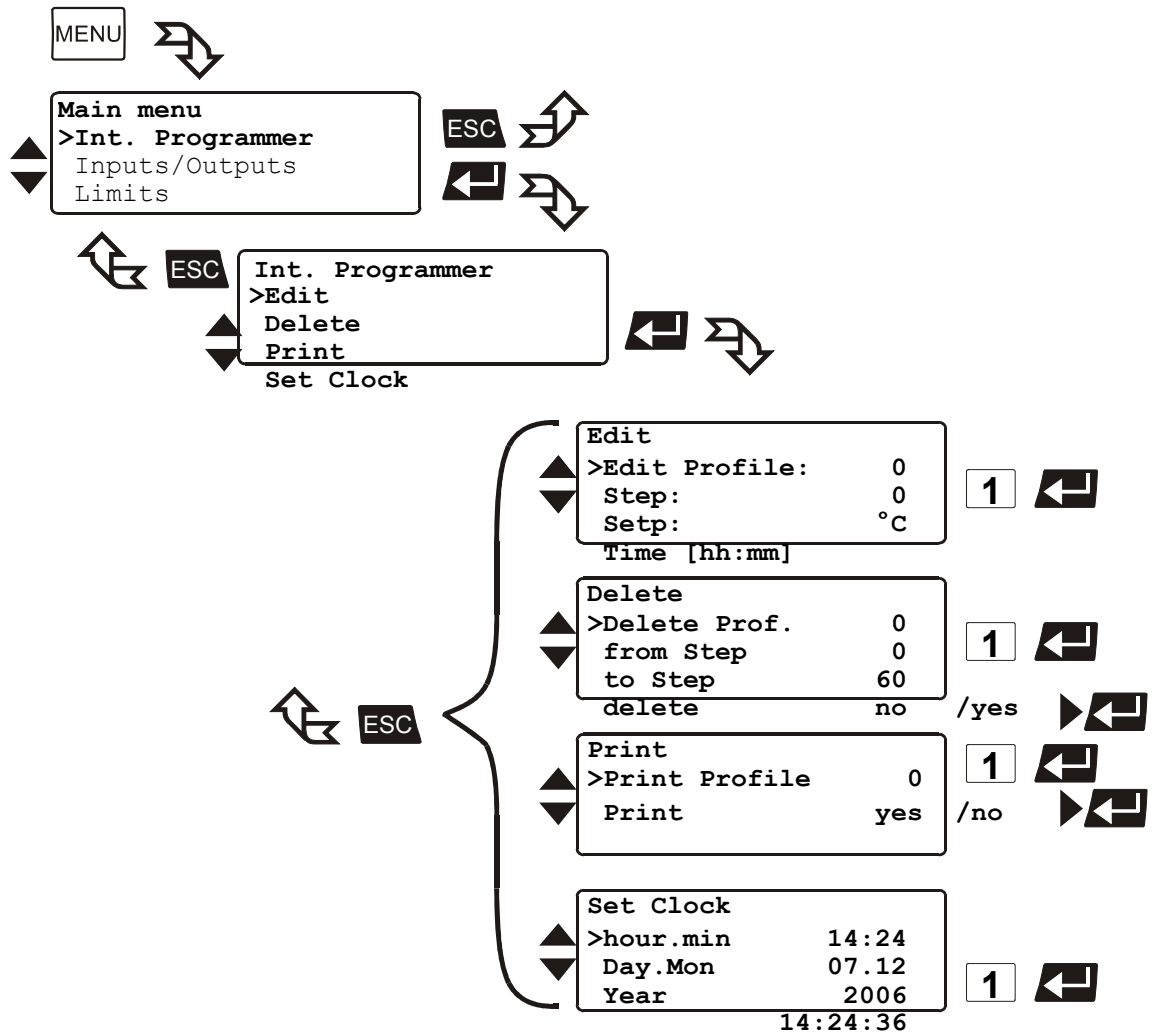 MENU
Main menu
>Int. Programmer
Inputs/Outputs
Limits
ESC
ESC
Int. Programmer
>Edit
Delete
Print
Set Clock
Edit
>Edit Profile: 0
Step: 0
Setp: °C
Time [hh:mm]
1
Delete
>Delete Prof. 0
from Step 0
to Step 60
delete no /yes
1
ESC
Print
>Print Profile 0
Print yes /no
1
Set Clock
>hour.min 14:24
Day.Mon 07.12
Year 2006
14:24:36
1